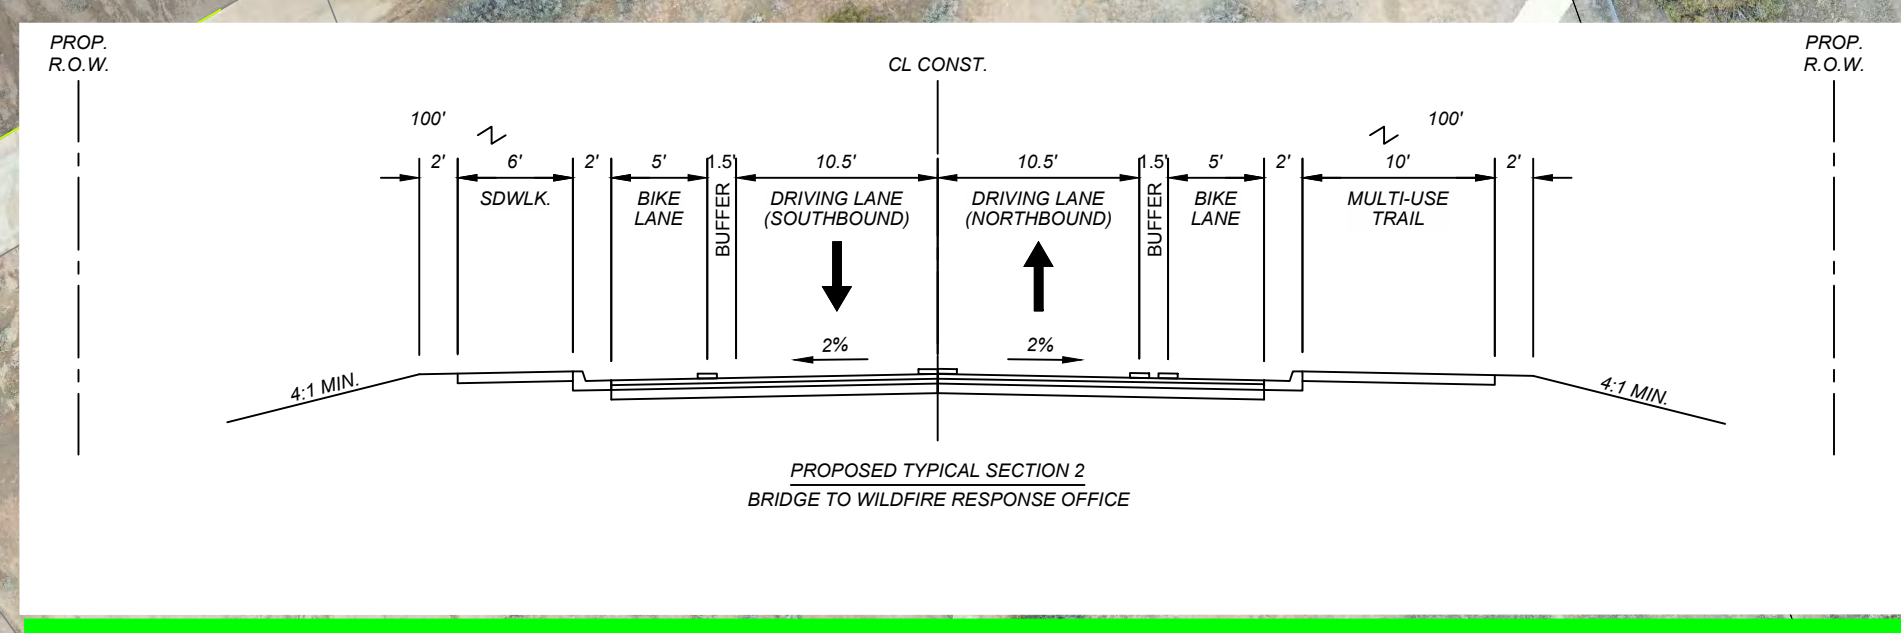 PROP.
R.O.W.
CL CONST.
PROP.
R.O.W.
100'
100'
2' 6' 2' 5' 1.5' 10.5' 10.5' 1.5' 5' 2' 10' 2'
SDWLK.
BIKE
LANE
BUFFER
DRIVING LANE
(SOUTHBOUND)
DRIVING LANE
(NORTHBOUND)
BUFFER
BIKE
LANE
MULTI-USE
TRAIL
2%
2%
4:1 MIN.
4:1 MIN.
PROPOSED TYPICAL SECTION 2
BRIDGE TO WILDFIRE RESPONSE OFFICE